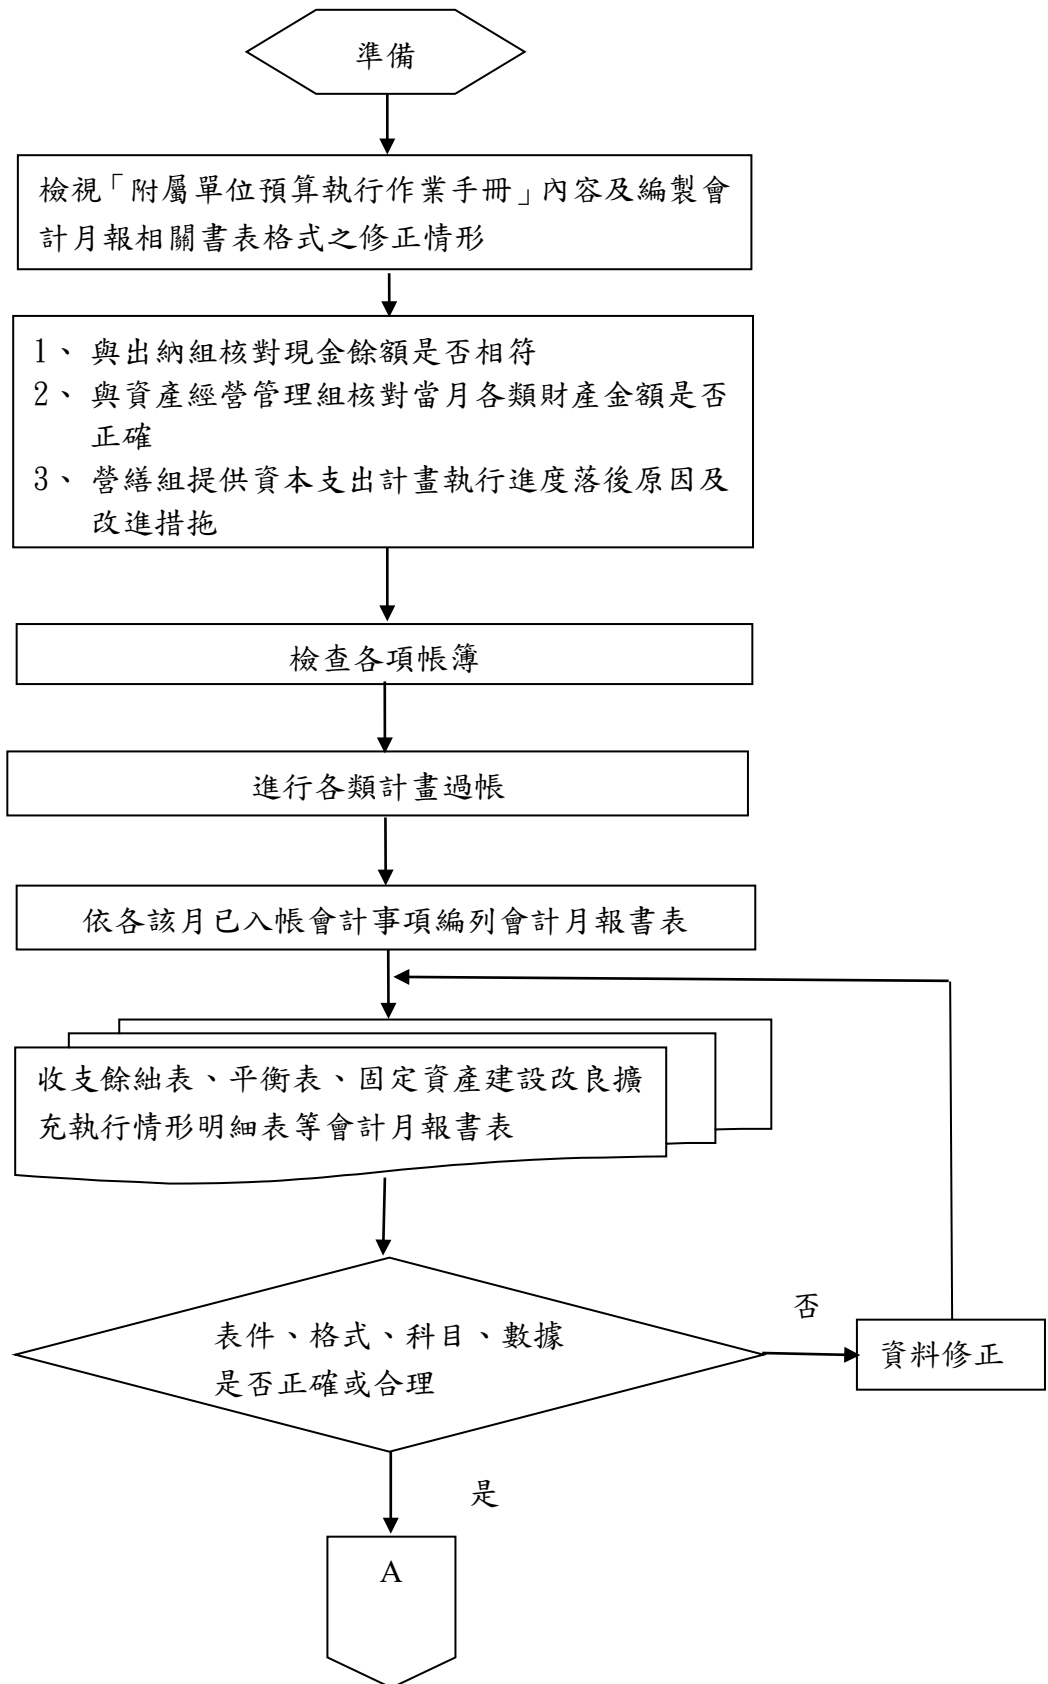 準備
檢視「附屬單位預算執行作業手冊」內容及編製會
計月報相關書表格式之修正情形
1、 與出納組核對現金餘額是否相符
2、 與資產經營管理組核對當月各類財產金額是否
正確
3、 營繕組提供資本支出計畫執行進度落後原因及
改進措拖
檢查各項帳簿
進行各類計畫過帳
依各該月已入帳會計事項編列會計月報書表
收支餘絀表、平衡表、固定資產建設改良擴
充執行情形明細表等會計月報書表
表件、格式、科目、數據
是否正確或合理
否
資料修正
是
A